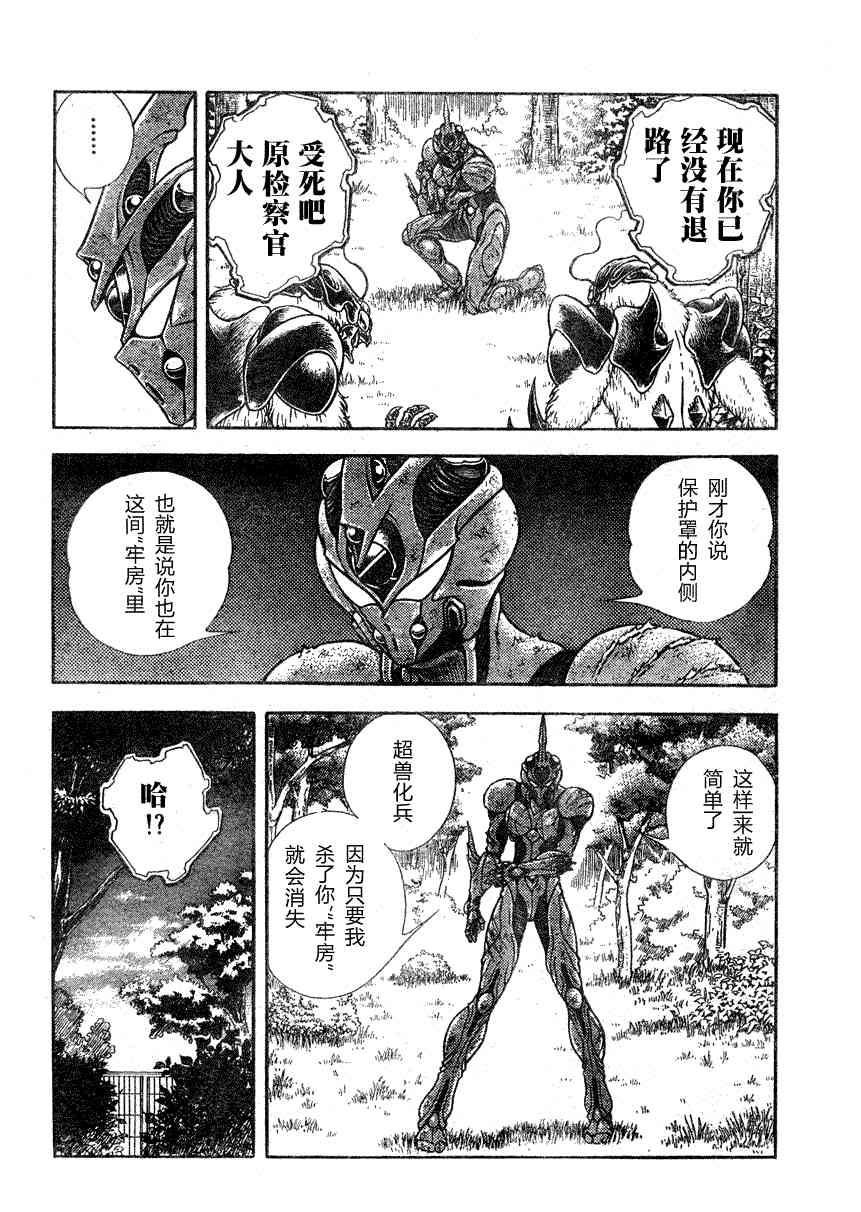 现在你已
经没有退
路了
受死吧
原检察官
大人
……
刚才你说
保护罩的内侧
也就是说你也在
这间“牢房”里
这样一来就
简单了
超兽化兵
因为只要我
杀了你，“牢房”
就会消失
哈
!?